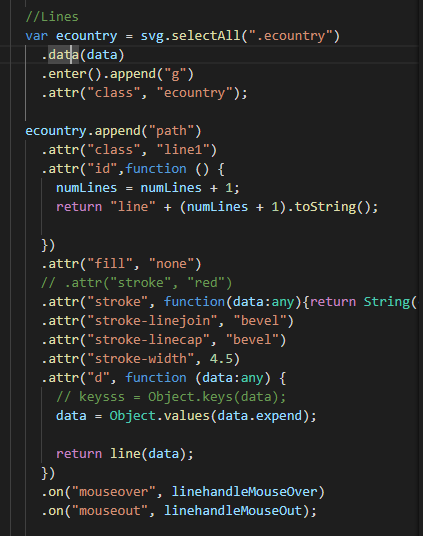 //Lines
var ecountry = svg.selectAll(".ecountry")
.data(data)
.enter().append("g")
.attr("class", "ecountry");
ecountry.append("path")
.attr("class", "line1")
.attr("id",function () {
numLines = numLines + 1;
return "line" + (numLines + 1).toString();
})
.attr("fill", "none")
// .attr("stroke", "red")
.attr("stroke", function(data:any){return String(
.attr("stroke-linejoin", "bevel")
.attr("stroke-linecap", "bevel")
.attr("stroke-width", 4.5)
.attr("d", function (data:any) {
// keysss = Object.keys(data);
data = Object.values(data.expend);
return line(data);
})
.on("mouseover", linehandleMouseOver)
.on("mouseout", linehandleMouseOut);